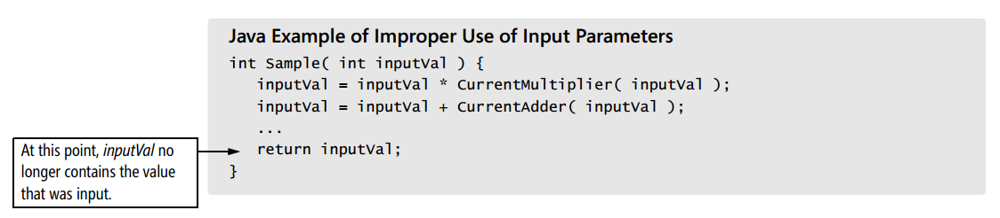 Java Example of Improper Use of Input Parameters
int Sample( int inputVal ) {
   inputVal = inputVal * CurrentMultiplier( inputVal );
   inputVal = inputVal + CurrentAdder( inputVal );
   ...
At this point, inputVal no
longer contains the value
that was input.
   return inputVal;
}